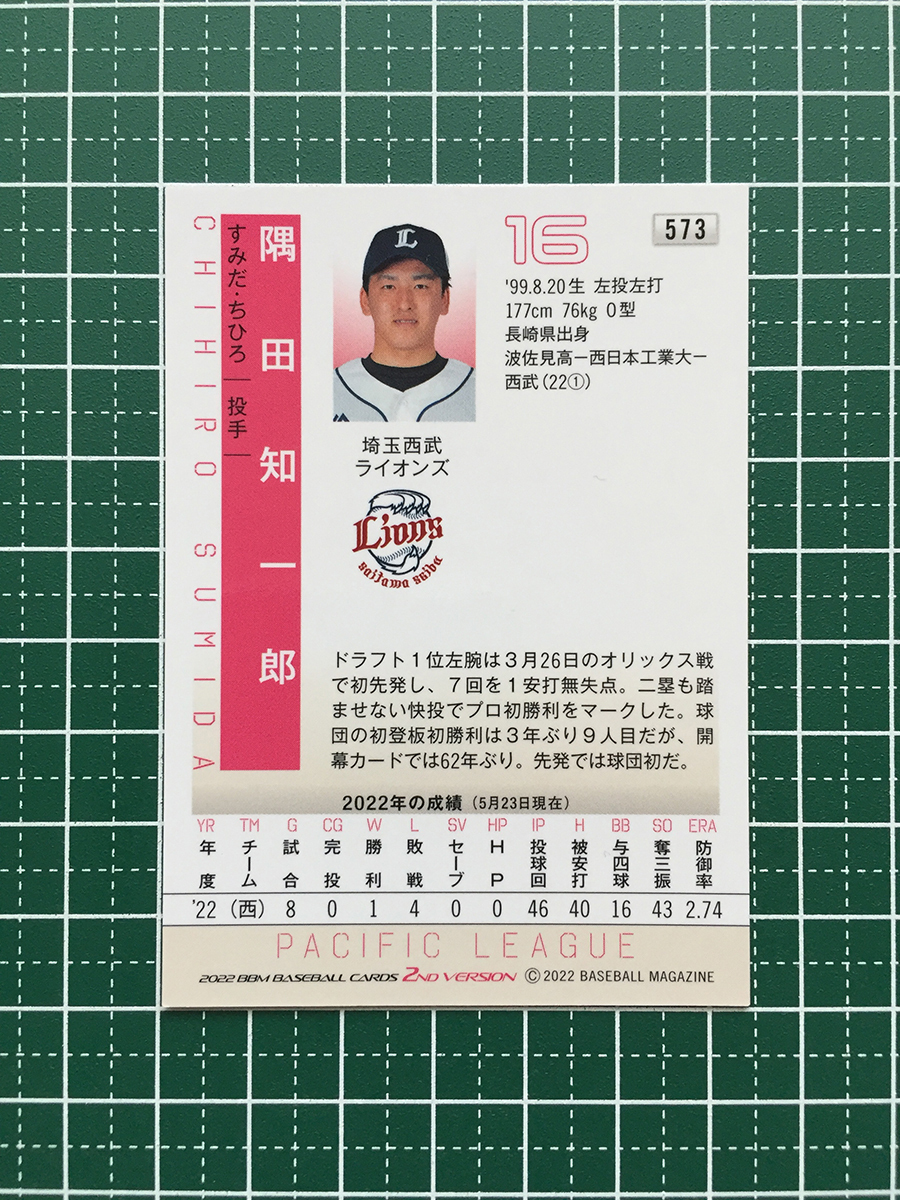 CHIHIRO SUMIDA
すみだ・ちひろ｜投手｜
隅田知一郎
L
16
573
'99.8.20生 左投左打
177cm 76kg O型
長崎県出身
波佐見高ー西日本工業大ー
西武(22①)
埼玉西武
ライオンズ
Lions
saitama seibu
ドラフト1位左腕は3月26日のオリックス戦
で初先発し、7回を1安打無失点。二塁も踏
ませない快投でプロ初勝利をマークした。球
団の初登板初勝利は3年ぶり9人目だが、開
幕カードでは62年ぶり。先発では球団初だ。
2022年の成績(5月23日現在)
YR TM G CG W L SV HP IP H BB SO ERA
年度 チーム 試合 完投 勝利 敗戦 セーブ HP 投球回 被安打 与四球 奪三振 防御率
'22 (西) 8 0 1 4 0 0 46 40 16 43 2.74
PACIFIC LEAGUE
2022 BBM BASEBALL CARDS 2ND VERSION ©2022 BASEBALL MAGAZINE